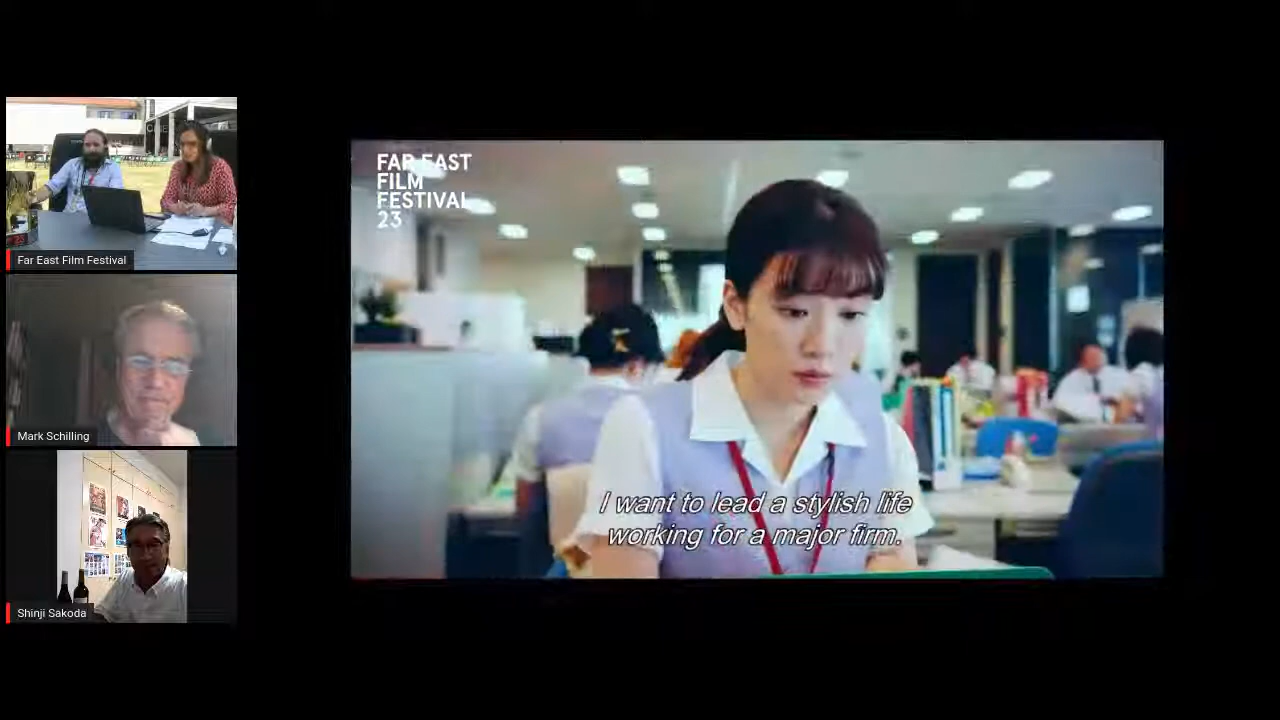 Far East Film Festival
Mark Schilling
Shinji Sakoda
FAR EAST
FILM
FESTIVAL
23
I want to lead a stylish life
working for a major firm.